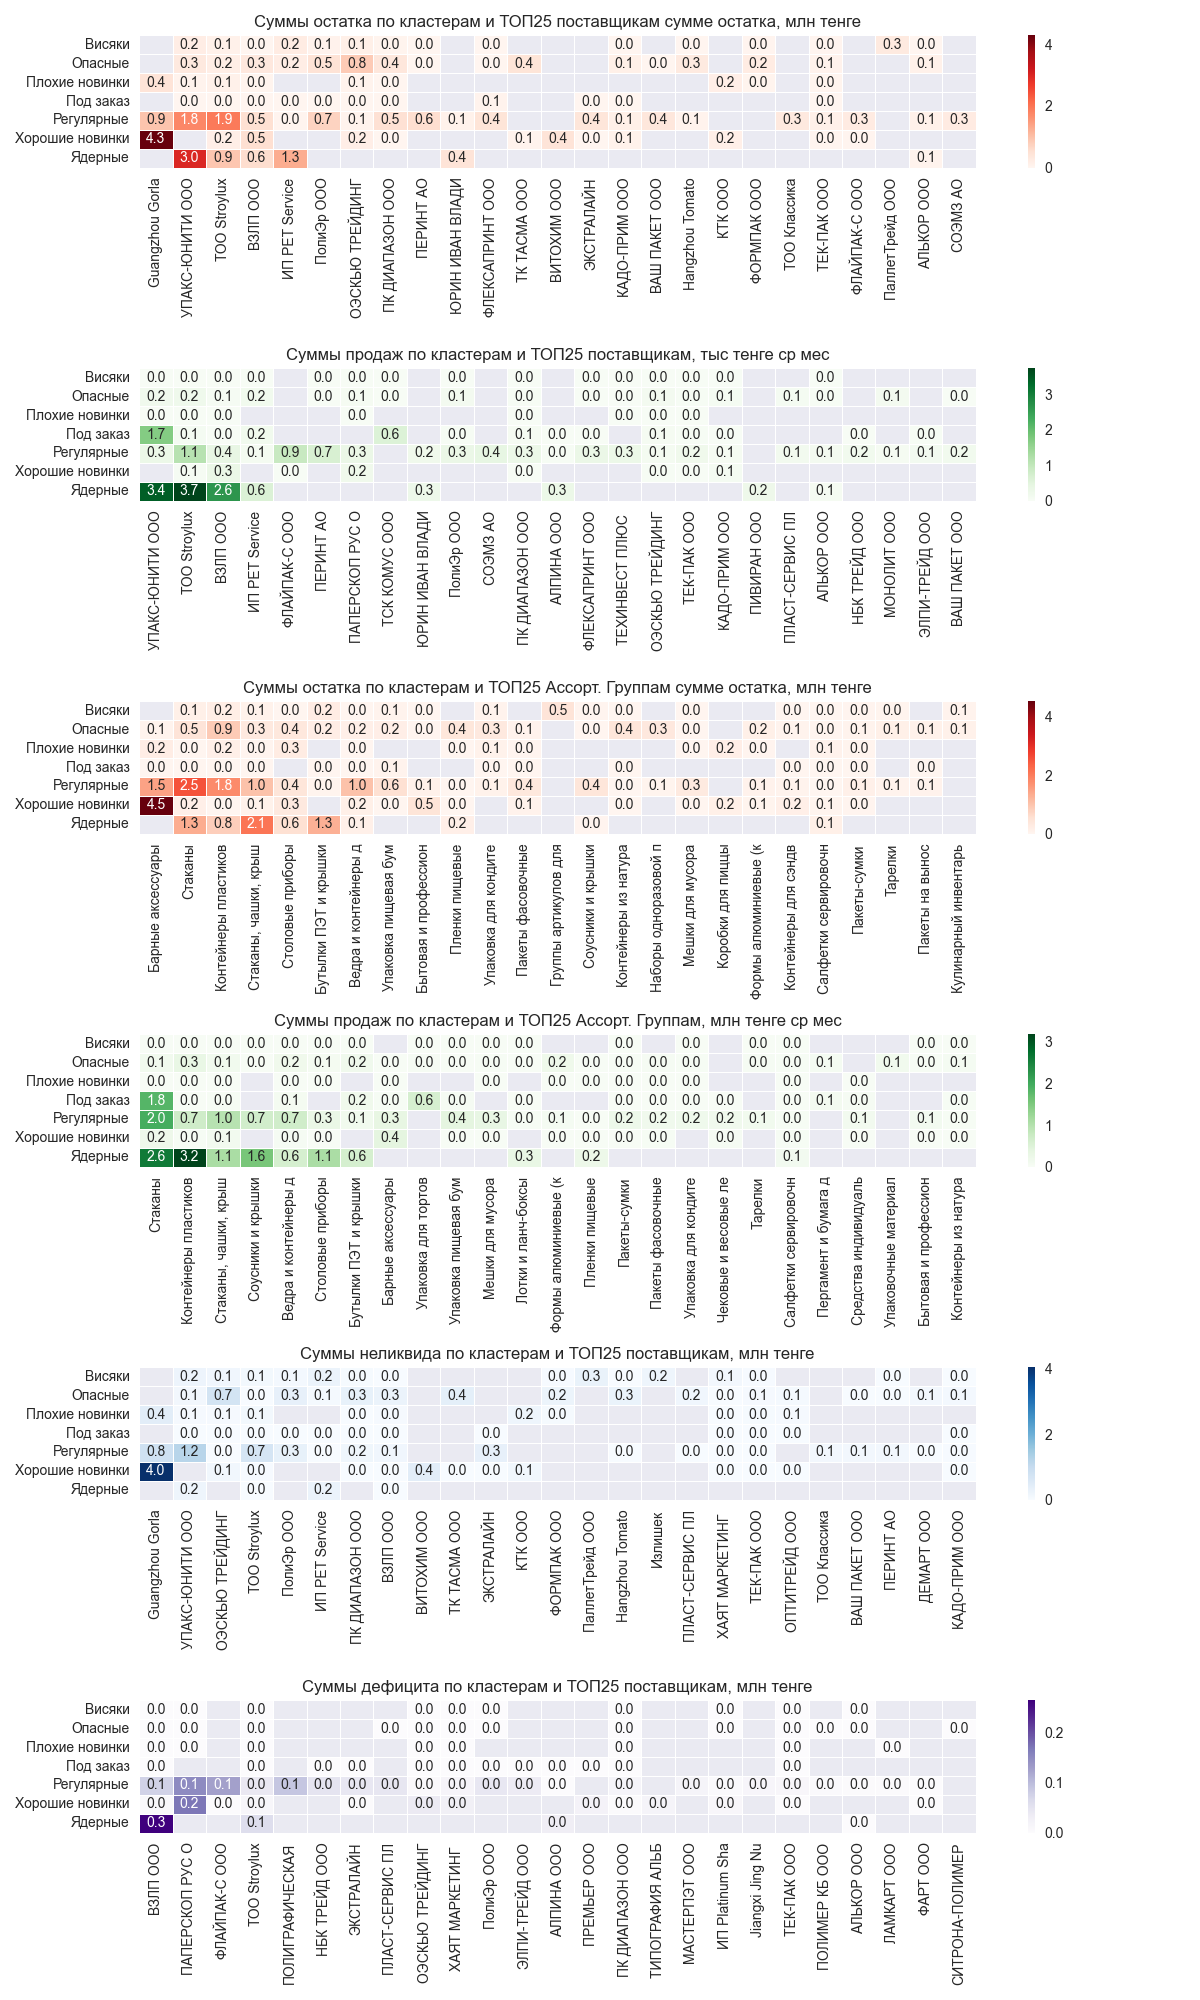 Суммы остатка по кластерам и ТОП25 поставщикам сумме остатка, млн тенге
Висяки 0.2 0.1 0.0 0.2 0.1 0.1 0.0 0.0 0.0 0.0 0.0 0.0 0.0 0.3 0.0
Опасные 0.3 0.2 0.3 0.2 0.5 0.8 0.4 0.0 0.0 0.4 0.1 0.0 0.3 0.2 0.1 0.1
Плохие новинки 0.4 0.1 0.1 0.0 0.1 0.0 0.2 0.0 0.0
Под заказ 0.0 0.0 0.0 0.0 0.0 0.0 0.0 0.1 0.0 0.0 0.0
Регулярные 0.9 1.8 1.9 0.5 0.0 0.7 0.1 0.5 0.6 0.1 0.4 0.4 0.1 0.4 0.1 0.3 0.1 0.3 0.1 0.3
Хорошие новинки 4.3 0.2 0.5 0.2 0.0 0.1 0.4 0.0 0.1 0.2 0.0 0.0
Ядерные 3.0 0.9 0.6 1.3 0.4 0.1
4
2
0
Guangzhou Gorla
УПАКС-ЮНИТИ ООО
ТОО Stroylux
ВЗЛП ООО
ИП РЕТ Service
ПолиЭр ООО
ОЭСКЬЮ ТРЕЙДИНГ
ПК ДИАПАЗОН ООО
ПЕРИНТ АО
ЮРИН ИВАН ВЛАДИ
ФЛЕКСАПРИНТ ООО
ТК ТАСМА ООО
ВИТОХИМ ООО
ЭКСТРАЛАЙН
КАДО-ПРИМ ООО
ВАШ ПАКЕТ ООО
Hangzhou Tomato
КТК ООО
ФОРМПАК ООО
ТОО Классика
ТЕК-ПАК ООО
ФЛАЙПАК-С ООО
ПаллетТрейд ООО
АЛЬКОР ООО
СОЭМЗ АО
Суммы продаж по кластерам и ТОП25 поставщикам, тыс тенге ср мес
Висяки 0.0 0.0 0.0 0.0 0.0 0.0 0.0 0.0 0.0 0.0 0.0 0.0 0.0 0.0 0.0
Опасные 0.2 0.2 0.1 0.2 0.0 0.1 0.0 0.1 0.0 0.0 0.0 0.1 0.0 0.1 0.1 0.0 0.1 0.0
Плохие новинки 0.0 0.0 0.0 0.0 0.0 0.0 0.0 0.0
Под заказ 1.7 0.1 0.0 0.2 0.6 0.0 0.1 0.0 0.0 0.1 0.0 0.0 0.0
Регулярные 0.3 1.1 0.4 0.1 0.9 0.7 0.3 0.2 0.3 0.4 0.3 0.0 0.3 0.3 0.1 0.2 0.1 0.1 0.1 0.2 0.1 0.1 0.2
Хорошие новинки 0.1 0.3 0.0 0.2 0.0 0.0 0.0 0.1
Ядерные 3.4 3.7 2.6 0.6 0.3 0.3 0.2 0.1
3
2
1
0
УПАКС-ЮНИТИ ООО
ТОО Stroylux
ВЗЛП ООО
ИП РЕТ Service
ФЛАЙПАК-С ООО
ПЕРИНТ АО
ПАПЕРСКОП РУС О
ТСК КОМУС ООО
ЮРИН ИВАН ВЛАДИ
ПолиЭр ООО
СОЭМЗ АО
ПК ДИАПАЗОН ООО
АЛПИНА ООО
ФЛЕКСАПРИНТ ООО
ТЕХИНВЕСТ ПЛЮС
ОЭСКЬЮ ТРЕЙДИНГ
ТЕК-ПАК ООО
КАДО-ПРИМ ООО
ПИВИРАН ООО
ПЛАСТ-СЕРВИС ПЛ
АЛЬКОР ООО
НБК ТРЕЙД ООО
МОНОЛИТ ООО
ЭЛПИ-ТРЕЙД ООО
ВАШ ПАКЕТ ООО
Суммы остатка по кластерам и ТОП25 Ассорт. Группам сумме остатка, млн тенге
Висяки 0.1 0.2 0.1 0.0 0.2 0.0 0.1 0.0 0.1 0.5 0.0 0.0 0.0 0.0 0.0 0.0 0.0 0.1
Опасные 0.1 0.5 0.9 0.3 0.4 0.2 0.2 0.2 0.0 0.4 0.3 0.1 0.0 0.4 0.3 0.0 0.2 0.1 0.0 0.1 0.1 0.1 0.1
Плохие новинки 0.2 0.0 0.2 0.0 0.3 0.0 0.0 0.0 0.1 0.0 0.0 0.2 0.0 0.1 0.0
Под заказ 0.0 0.0 0.0 0.0 0.0 0.0 0.1 0.0 0.0 0.0 0.0 0.0 0.0 0.0
Регулярные 1.5 2.5 1.8 1.0 0.4 0.0 1.0 0.6 0.1 0.0 0.1 0.4 0.4 0.0 0.1 0.3 0.1 0.1 0.0 0.1 0.1 0.1
Хорошие новинки 4.5 0.2 0.0 0.1 0.3 0.2 0.0 0.5 0.0 0.1 0.0 0.0 0.2 0.1 0.2 0.1 0.0
Ядерные 1.3 0.8 2.1 0.6 1.3 0.1 0.2 0.0 0.1
4
2
0
Барные аксессуары
Стаканы
Контейнеры пластиков
Стаканы, чашки, крыш
Столовые приборы
Бутылки ПЭТ и крышки
Ведра и контейнеры д
Упаковка пищевая бум
Бытовая и профессион
Пленки пищевые
Упаковка для кондите
Пакеты фасовочные
Группы артикулов для
Соусники и крышки
Контейнеры из натура
Наборы одноразовой п
Мешки для мусора
Коробки для пиццы
Формы алюминиевые (к
Контейнеры для сэндв
Салфетки сервировочн
Пакеты-сумки
Тарелки
Пакеты на вынос
Кулинарный инвентарь
Суммы продаж по кластерам и ТОП25 Ассорт. Группам, млн тенге ср мес
Висяки 0.0 0.0 0.0 0.0 0.0 0.0 0.0 0.0 0.0 0.0 0.0 0.0 0.0 0.0 0.0 0.0 0.0
Опасные 0.1 0.3 0.1 0.0 0.2 0.1 0.2 0.0 0.0 0.0 0.0 0.0 0.2 0.0 0.0 0.0 0.0 0.0 0.0 0.1 0.1 0.0 0.1
Плохие новинки 0.0 0.0 0.0 0.0 0.0 0.0 0.0 0.0 0.0 0.0 0.0 0.0 0.0 0.0
Под заказ 1.8 0.0 0.0 0.1 0.2 0.0 0.6 0.0 0.0 0.0 0.0 0.0 0.0 0.0 0.1 0.0 0.0
Регулярные 2.0 0.7 1.0 0.7 0.7 0.3 0.1 0.3 0.4 0.3 0.0 0.1 0.0 0.2 0.2 0.2 0.2 0.1 0.0 0.1 0.1 0.0
Хорошие новинки 0.2 0.0 0.1 0.0 0.0 0.4 0.0 0.0 0.0 0.0 0.0 0.0 0.0 0.0 0.0 0.0 0.0 0.0
Ядерные 2.6 3.2 1.1 1.6 0.6 1.1 0.6 0.3 0.2 0.1
3
2
1
0
Стаканы
Контейнеры пластиков
Стаканы, чашки, крыш
Соусники и крышки
Ведра и контейнеры д
Столовые приборы
Бутылки ПЭТ и крышки
Барные аксессуары
Упаковка для тортов
Упаковка пищевая бум
Мешки для мусора
Лотки и ланч-боксы
Формы алюминиевые (к
Пленки пищевые
Пакеты-сумки
Пакеты фасовочные
Упаковка для кондите
Чековые и весовые ле
Тарелки
Салфетки сервировочн
Пергамент и бумага д
Средства индивидуаль
Упаковочные материал
Бытовая и профессион
Контейнеры из натура
Суммы неликвида по кластерам и ТОП25 поставщикам, млн тенге
Висяки 0.2 0.1 0.1 0.1 0.2 0.0 0.0 0.0 0.3 0.0 0.2 0.1 0.0 0.0 0.0
Опасные 0.1 0.7 0.0 0.3 0.1 0.3 0.3 0.4 0.2 0.3 0.2 0.0 0.1 0.1 0.0 0.0 0.1 0.1
Плохие новинки 0.4 0.1 0.1 0.1 0.0 0.0 0.2 0.0 0.0 0.0 0.1
Под заказ 0.0 0.0 0.0 0.0 0.0 0.0 0.0 0.0 0.0 0.0 0.0 0.0
Регулярные 0.8 1.2 0.0 0.7 0.3 0.0 0.2 0.1 0.3 0.0 0.0 0.0 0.0 0.1 0.1 0.1 0.0 0.0
Хорошие новинки 4.0 0.1 0.0 0.0 0.0 0.4 0.0 0.0 0.1 0.0 0.0 0.0 0.0
Ядерные 0.2 0.0 0.2 0.0
4
2
0
Guangzhou Gorla
УПАКС-ЮНИТИ ООО
ОЭСКЬЮ ТРЕЙДИНГ
ТОО Stroylux
ПолиЭр ООО
ИП РЕТ Service
ПК ДИАПАЗОН ООО
ВЗЛП ООО
ВИТОХИМ ООО
ТК ТАСМА ООО
ЭКСТРАЛАЙН
КТК ООО
ФОРМПАК ООО
ПаллетТрейд ООО
Hangzhou Tomato
Излишек
ПЛАСТ-СЕРВИС ПЛ
ХАЯТ МАРКЕТИНГ
ТЕК-ПАК ООО
ОПТИТРЕЙД ООО
ТОО Классика
ВАШ ПАКЕТ ООО
ПЕРИНТ АО
ДЕМАРТ ООО
КАДО-ПРИМ ООО
Суммы дефицита по кластерам и ТОП25 поставщикам, млн тенге
Висяки 0.0 0.0 0.0 0.0 0.0 0.0 0.0 0.0 0.0 0.0
Опасные 0.0 0.0 0.0 0.0 0.0 0.0 0.0 0.0 0.0 0.0 0.0 0.0 0.0
Плохие новинки 0.0 0.0 0.0 0.0 0.0 0.0 0.0
Под заказ 0.0 0.0 0.0 0.0 0.0 0.0 0.0 0.0 0.0 0.0 0.0 0.0
Регулярные 0.1 0.1 0.1 0.0 0.1 0.0 0.0 0.0 0.0 0.0 0.0 0.0 0.0 0.0 0.0 0.0 0.0 0.0 0.0 0.0 0.0 0.0
Хорошие новинки 0.0 0.2 0.0 0.0 0.0 0.0 0.0 0.0 0.0 0.0 0.0 0.0 0.0
Ядерные 0.3 0.1 0.0 0.0
0.2
0.1
0.0
ВЗЛП ООО
ПАПЕРСКОП РУС О
ФЛАЙПАК-С ООО
ТОО Stroylux
ПОЛИГРАФИЧЕСКАЯ
НБК ТРЕЙД ООО
ЭКСТРАЛАЙН
ПЛАСТ-СЕРВИС ПЛ
ОЭСКЬЮ ТРЕЙДИНГ
ХАЯТ МАРКЕТИНГ
ПолиЭр ООО
ЭЛПИ-ТРЕЙД ООО
АЛПИНА ООО
ПРЕМЬЕР ООО
ПК ДИАПАЗОН ООО
ТИПОГРАФИЯ АЛЬБ
МАСТЕРПЭТ ООО
ИП Platinum Sha
Jiangxi Jing Nu
ТЕК-ПАК ООО
ПОЛИМЕР КБ ООО
АЛЬКОР ООО
ЛАМКАРТ ООО
ФАРТ ООО
СИТРОНА-ПОЛИМЕР